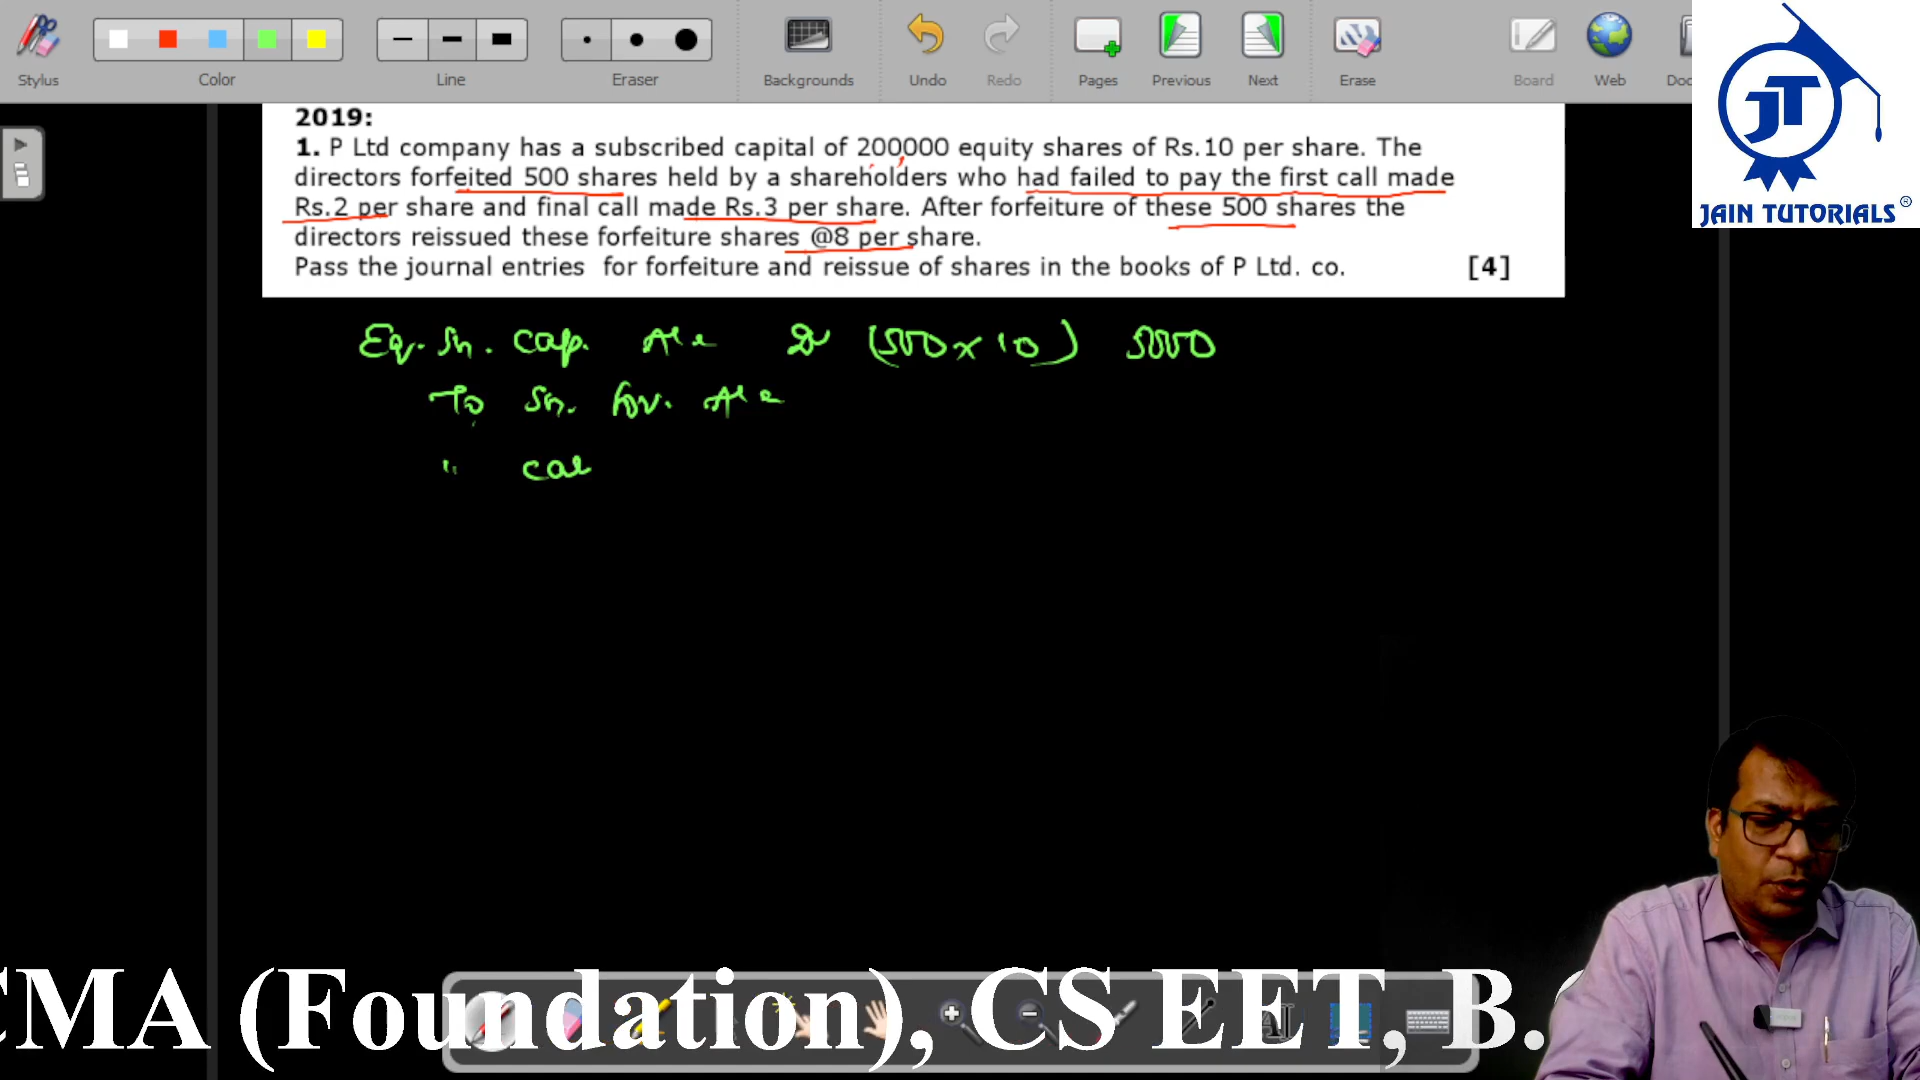 Stylus Color Line Eraser Backgrounds Undo Redo Pages Previous Next Erase Board Web
JT
JAIN TUTORIALS®
2019:
1. P Ltd company has a subscribed capital of 200000 equity shares of Rs.10 per share. The
directors forfeited 500 shares held by a shareholders who had failed to pay the first call made
Rs.2 per share and final call made Rs.3 per share. After forfeiture of these 500 shares the
directors reissued these forfeiture shares @8 per share.
Pass the journal entries for forfeiture and reissue of shares in the books of P Ltd. co. [4]
Eq. Sh. Cap. A/c Dr (500 x 10) 5000
To Sh. for. A/c
" cal
CMA (Foundation), CS EET, B.